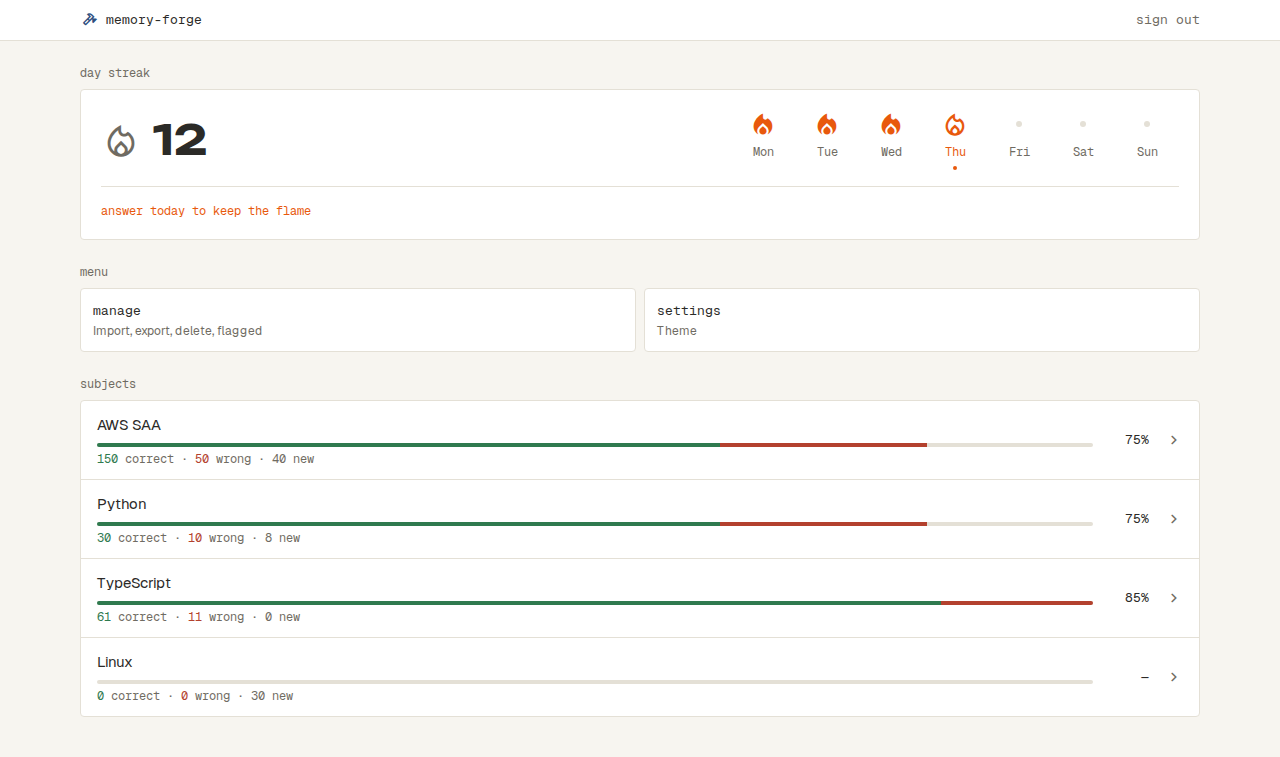 memory-forge sign out
day streak
12
Mon Tue Wed Thu Fri Sat Sun
answer today to keep the flame
menu
manage
Import, export, delete, flagged
settings
Theme
subjects
AWS SAA
75%
150 correct · 50 wrong · 40 new
Python
75%
30 correct · 10 wrong · 8 new
TypeScript
85%
61 correct · 11 wrong · 0 new
Linux
–
0 correct · 0 wrong · 30 new